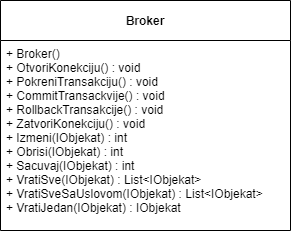 Broker
+ Broker()
+ OtvoriKonekciju() : void
+ PokreniTransakciju() : void
+ CommitTransackvije() : void
+ RollbackTransakcije() : void
+ ZatvoriKonekciju() : void
+ Izmeni(IObjekat) : int
+ Obrisi(IObjekat) : int
+ Sacuvaj(IObjekat) : int
+ VratiSve(IObjekat) : List<IObjekat>
+ VratiSveSaUslovom(IObjekat) : List<IObjekat>
+ VratiJedan(IObjekat) : IObjekat